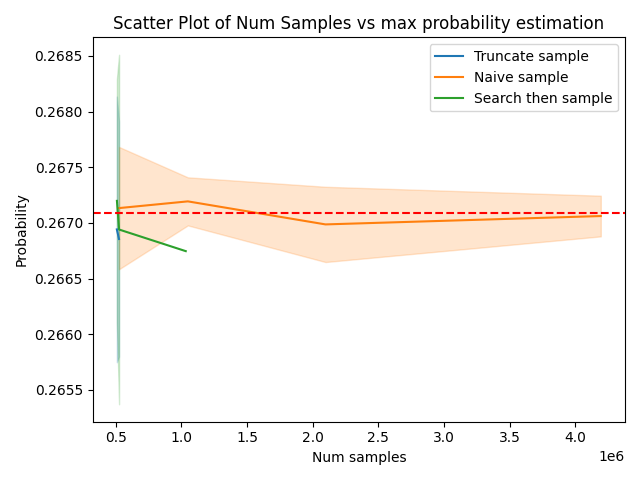 Scatter Plot of Num Samples vs max probability estimation
Truncate sample
Naive sample
Search then sample
Probability
0.2685
0.2680
0.2675
0.2670
0.2665
0.2660
0.2655
0.5 1.0 1.5 2.0 2.5 3.0 3.5 4.0
1e6
Num samples